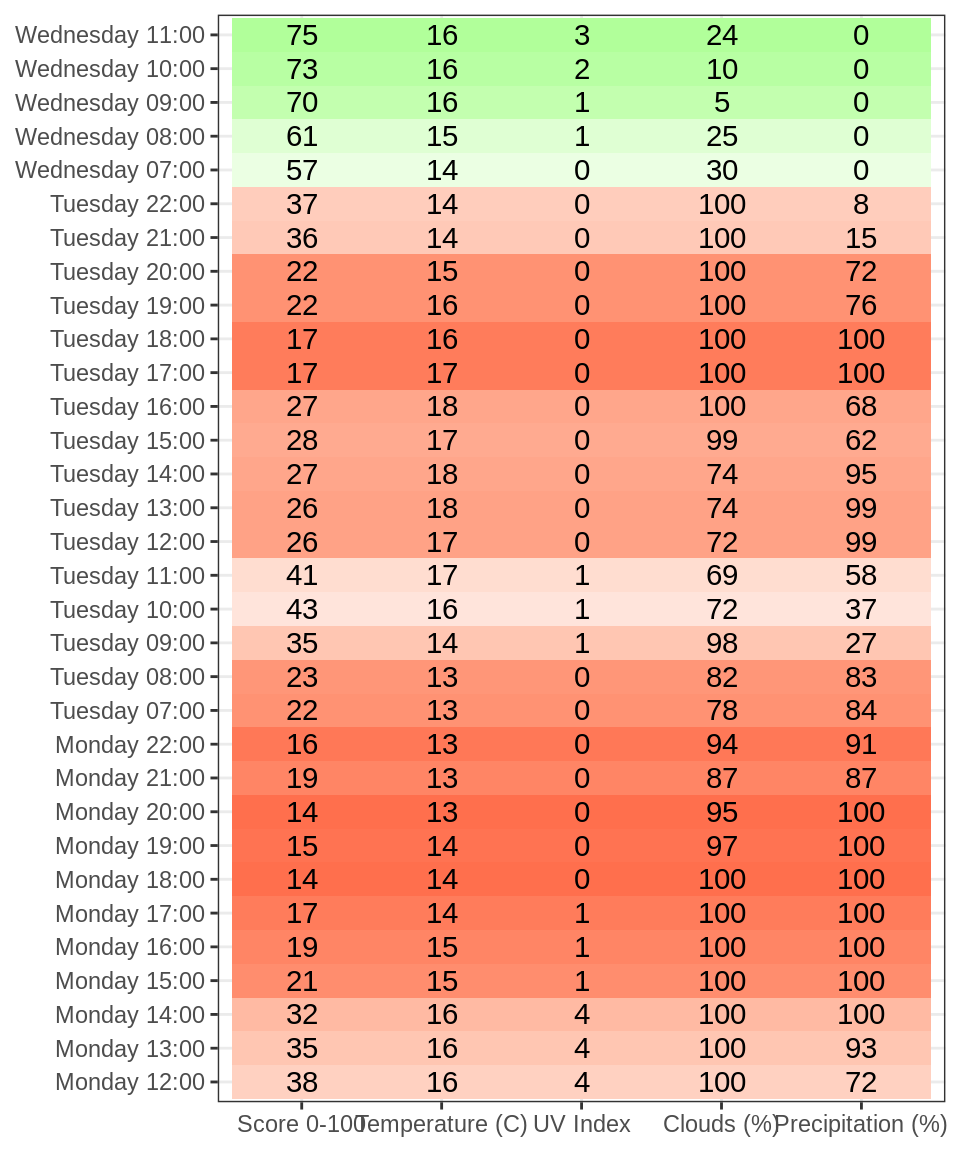 Wednesday 11:00 75 16 3 24 0
Wednesday 10:00 73 16 2 10 0
Wednesday 09:00 70 16 1 5 0
Wednesday 08:00 61 15 1 25 0
Wednesday 07:00 57 14 0 30 0
Tuesday 22:00 37 14 0 100 8
Tuesday 21:00 36 14 0 100 15
Tuesday 20:00 22 15 0 100 72
Tuesday 19:00 22 16 0 100 76
Tuesday 18:00 17 16 0 100 100
Tuesday 17:00 17 17 0 100 100
Tuesday 16:00 27 18 0 100 68
Tuesday 15:00 28 17 0 99 62
Tuesday 14:00 27 18 0 74 95
Tuesday 13:00 26 18 0 74 99
Tuesday 12:00 26 17 0 72 99
Tuesday 11:00 41 17 1 69 58
Tuesday 10:00 43 16 1 72 37
Tuesday 09:00 35 14 1 98 27
Tuesday 08:00 23 13 0 82 83
Tuesday 07:00 22 13 0 78 84
Monday 22:00 16 13 0 94 91
Monday 21:00 19 13 0 87 87
Monday 20:00 14 13 0 95 100
Monday 19:00 15 14 0 97 100
Monday 18:00 14 14 0 100 100
Monday 17:00 17 14 1 100 100
Monday 16:00 19 15 1 100 100
Monday 15:00 21 15 1 100 100
Monday 14:00 32 16 4 100 100
Monday 13:00 35 16 4 100 93
Monday 12:00 38 16 4 100 72
Score 0-100 Temperature (C) UV Index Clouds (%) Precipitation (%)